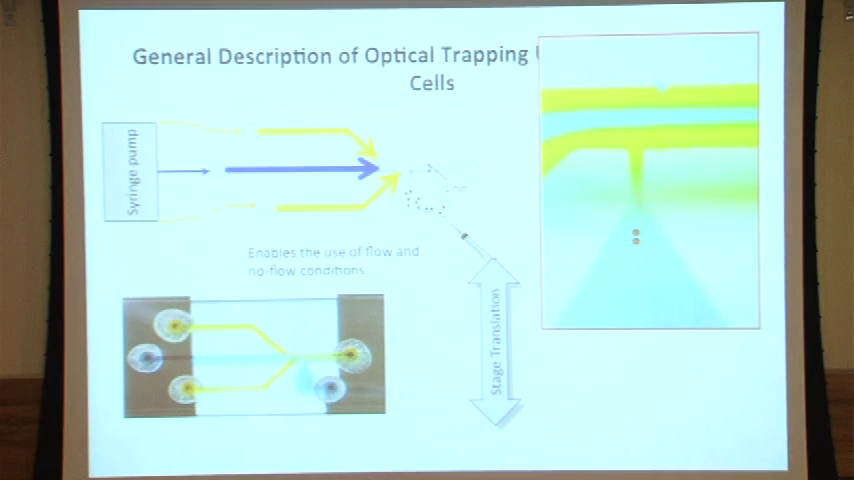 General Description of Optical Trapping
Cells
Syringe pump
Enables the use of flow and
no-flow conditions
Stage Translation